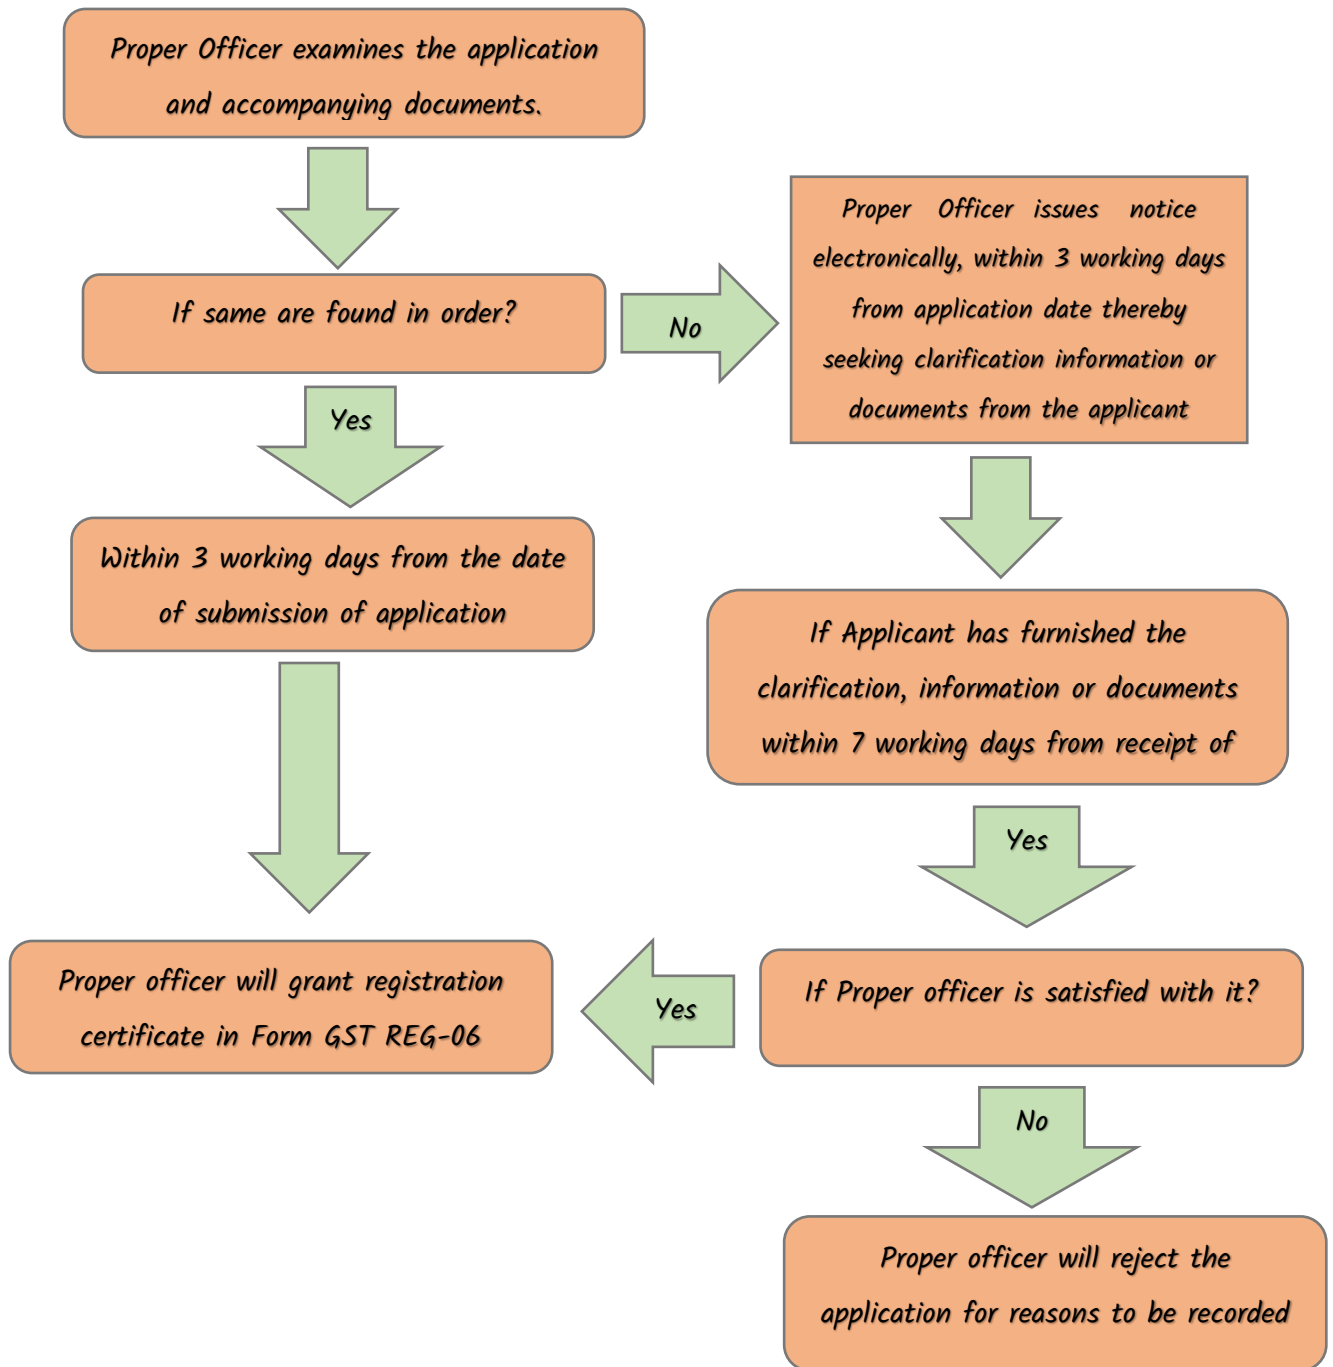 Proper Officer examines the application
and accompanying documents.
If same are found in order?
No
Proper Officer issues notice
electronically, within 3 working days
from application date thereby
seeking clarification information or
documents from the applicant
Yes
Within 3 working days from the date
of submission of application
If Applicant has furnished the
clarification, information or documents
within 7 working days from receipt of
Yes
Proper officer will grant registration
certificate in Form GST REG-06
Yes
If Proper officer is satisfied with it?
No
Proper officer will reject the
application for reasons to be recorded